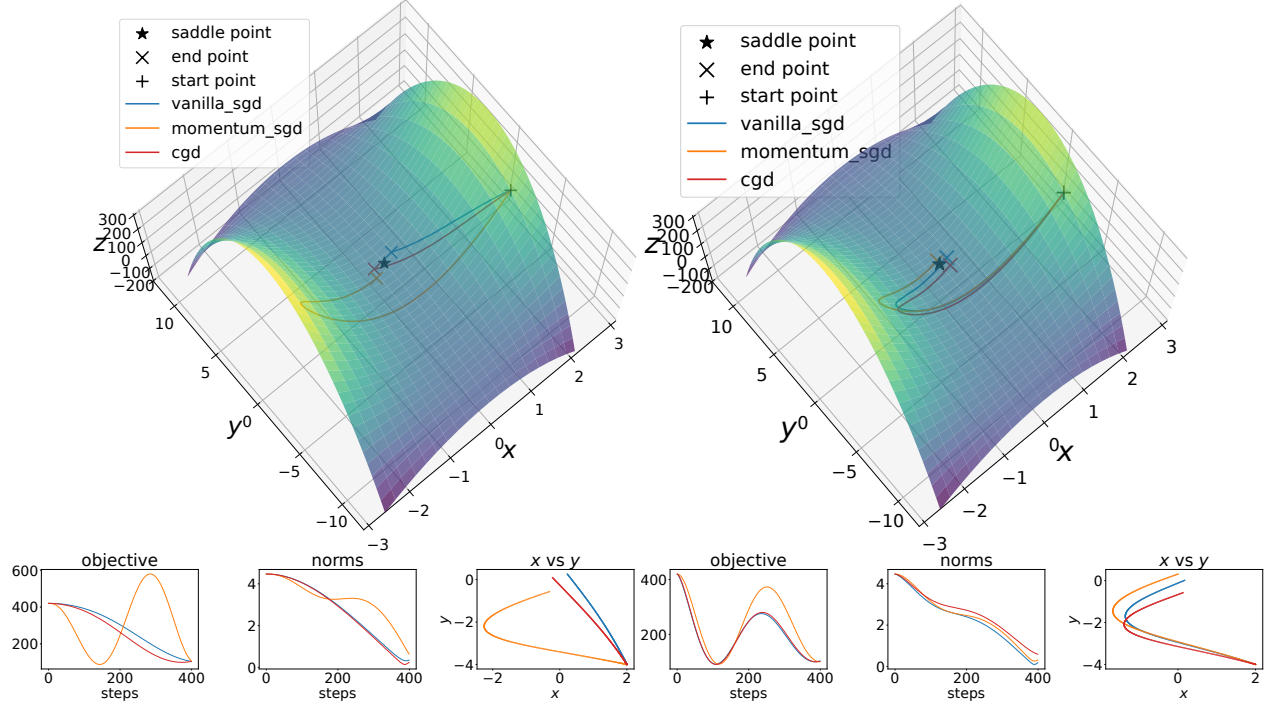 saddle point
end point
start point
vanilla_sgd
momentum_sgd
cgd
z
300
200
100
0
−100
−200
10
5
0
−5
−10
y
−3
−2
−1
0
1
2
3
x
saddle point
end point
start point
vanilla_sgd
momentum_sgd
cgd
z
300
200
100
0
−100
−200
10
5
0
−5
−10
y
−3
−2
−1
0
1
2
3
x
objective
600
400
200
0 200 400
steps
norms
4
2
0
0 200 400
steps
x vs y
0
−2
−4
y
−2 0 2
x
objective
400
200
0 200 400
steps
norms
4
2
0
0 200 400
steps
x vs y
0
−2
−4
y
0 2
x